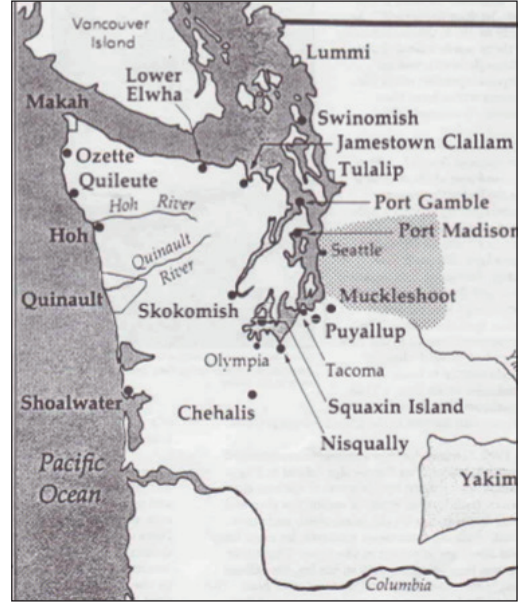 Vancouver
Island
Lummi
Lower
Elwha
Makah
Swinomish
Jamestown Clallam
Ozette
Tulalip
Quileute
Port Gamble
Hoh River
Hoh
Port Madison
Seattle
Quinault
River
Quinault
Skokomish
Muckleshoot
Puyallup
Olympia
Tacoma
Shoalwater
Chehalis
Squaxin Island
Nisqually
Pacific
Ocean
Yakim
Columbia